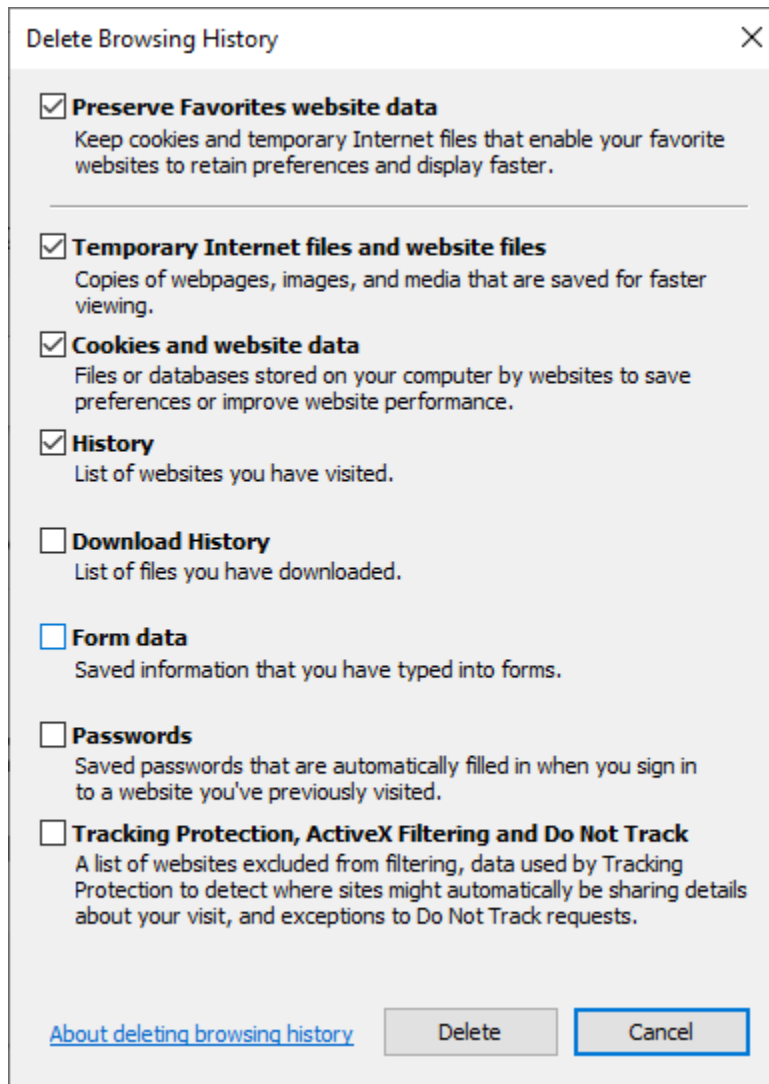 Delete Browsing History
Preserve Favorites website data
Keep cookies and temporary Internet files that enable your favorite
websites to retain preferences and display faster.
Temporary Internet files and website files
Copies of webpages, images, and media that are saved for faster
viewing.
Cookies and website data
Files or databases stored on your computer by websites to save
preferences or improve website performance.
History
List of websites you have visited.
Download History
List of files you have downloaded.
Form data
Saved information that you have typed into forms.
Passwords
Saved passwords that are automatically filled in when you sign in
to a website you've previously visited.
Tracking Protection, ActiveX Filtering and Do Not Track
A list of websites excluded from filtering, data used by Tracking
Protection to detect where sites might automatically be sharing details
about your visit, and exceptions to Do Not Track requests.
About deleting browsing history
Delete
Cancel